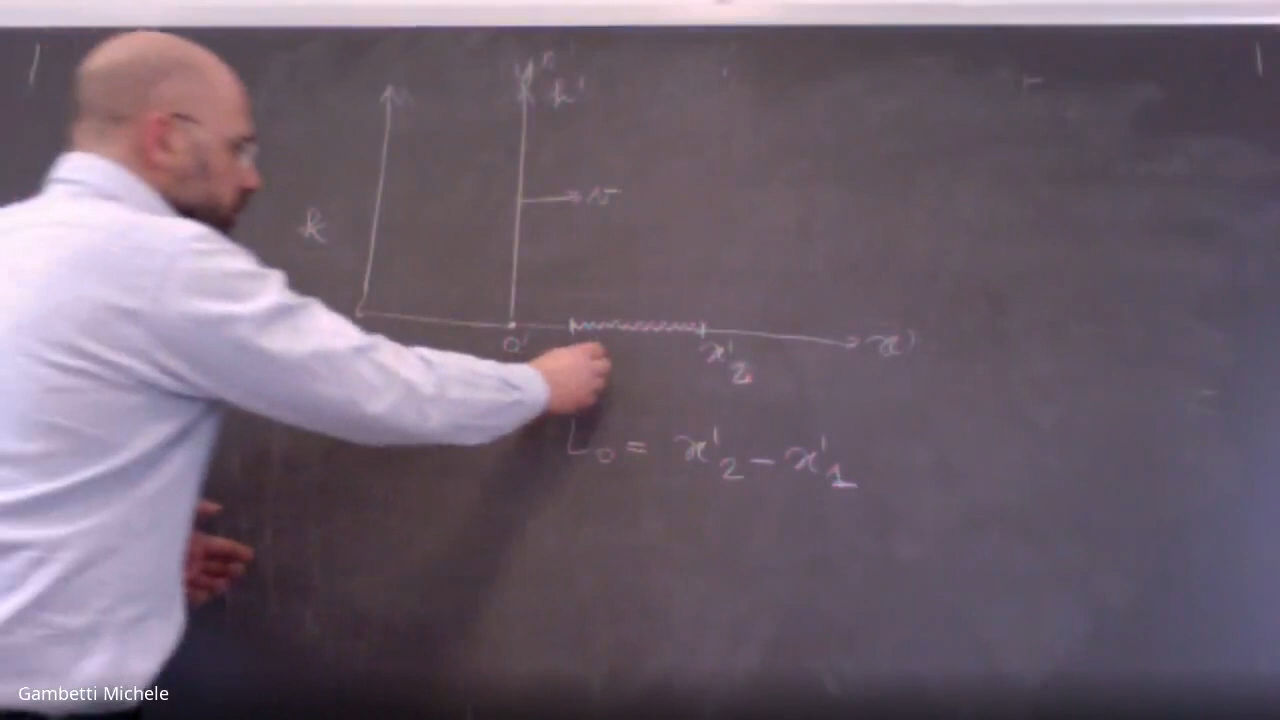 k'
v
k
o' x'₂ x'
L₀ = x'₂ - x'₁
Gambetti Michele